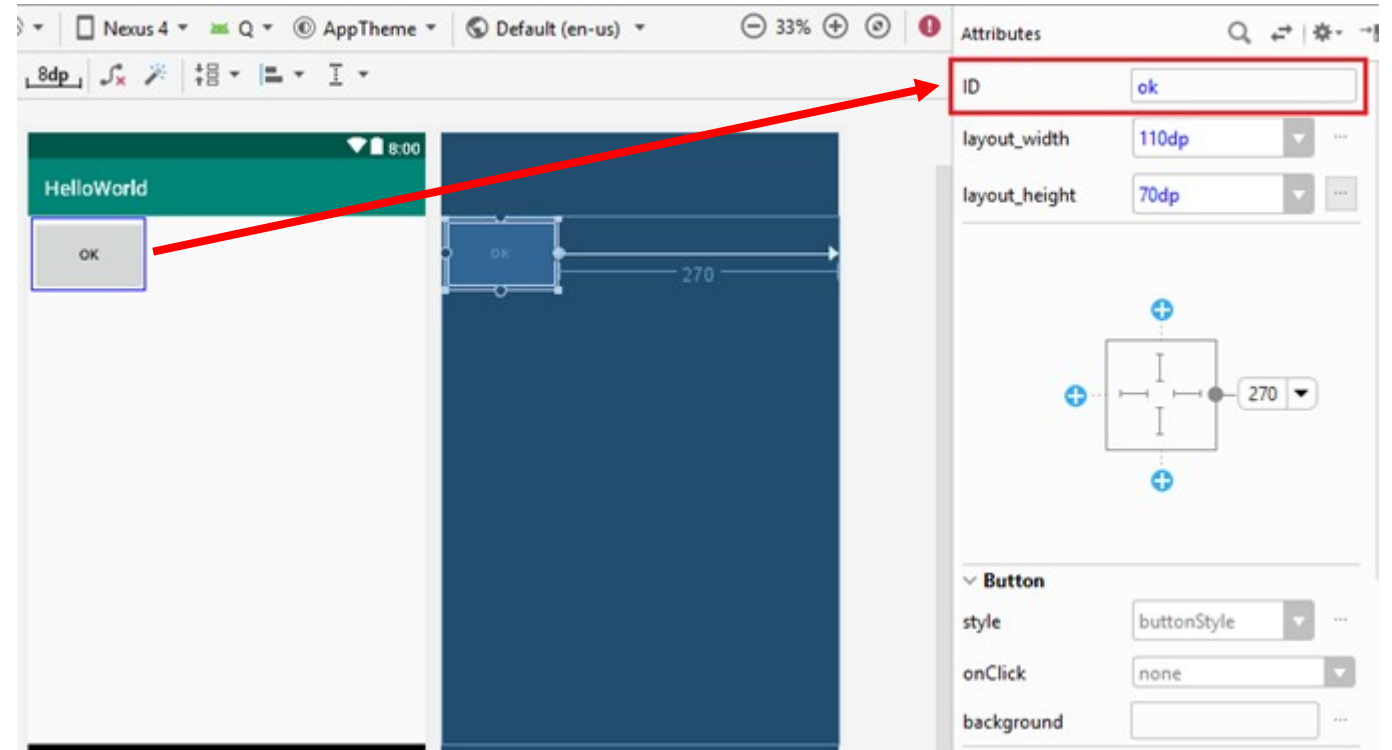 Nexus 4 Q AppTheme Default (en-us) 33%
8dp
8:00
HelloWorld
OK
OK
270
Attributes
ID ok
layout_width 110dp
layout_height 70dp
270
Button
style buttonStyle
onClick none
background